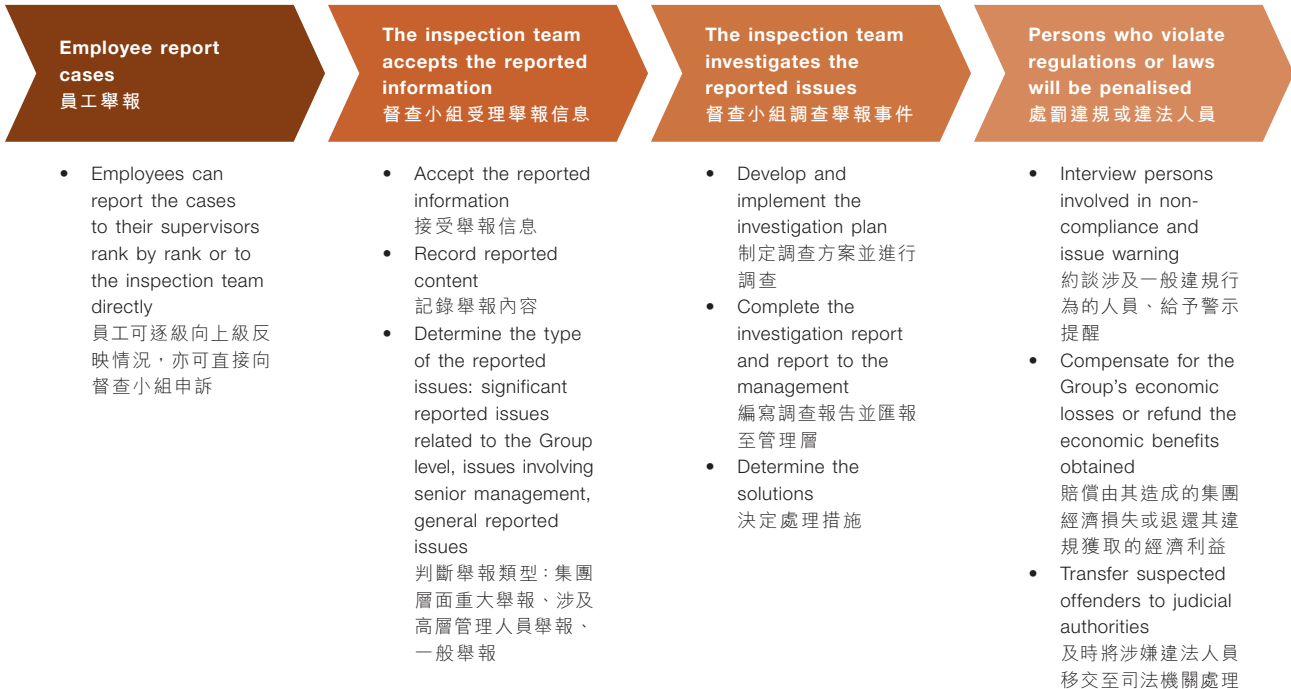 Employee report
cases
員工舉報
The inspection team
accepts the reported
information
督查小組受理舉報信息
The inspection team
investigates the
reported issues
督查小組調查舉報事件
Persons who violate
regulations or laws
will be penalised
處罰違規或違法人員
• Employees can
report the cases
to their supervisors
rank by rank or to
the inspection team
directly
員工可逐級向上級反
映情況，亦可直接向
督查小組申訴
• Accept the reported
information
接受舉報信息
• Record reported
content
記錄舉報內容
• Determine the type
of the reported
issues: significant
reported issues
related to the Group
level, issues involving
senior management,
general reported
issues
判斷舉報類型：集團
層面重大舉報、涉及
高層管理人員舉報、
一般舉報
• Develop and
implement the
investigation plan
制定調查方案並進行
調查
• Complete the
investigation report
and report to the
management
編寫調查報告並匯報
至管理層
• Determine the
solutions
決定處理措施
• Interview persons
involved in non-
compliance and
issue warning
約談涉及一般違規行
為的人員、給予警示
提醒
• Compensate for the
Group's economic
losses or refund the
economic benefits
obtained
賠償由其造成的集團
經濟損失或退還其違
規獲取的經濟利益
• Transfer suspected
offenders to judicial
authorities
及時將涉嫌違法人員
移交至司法機關處理